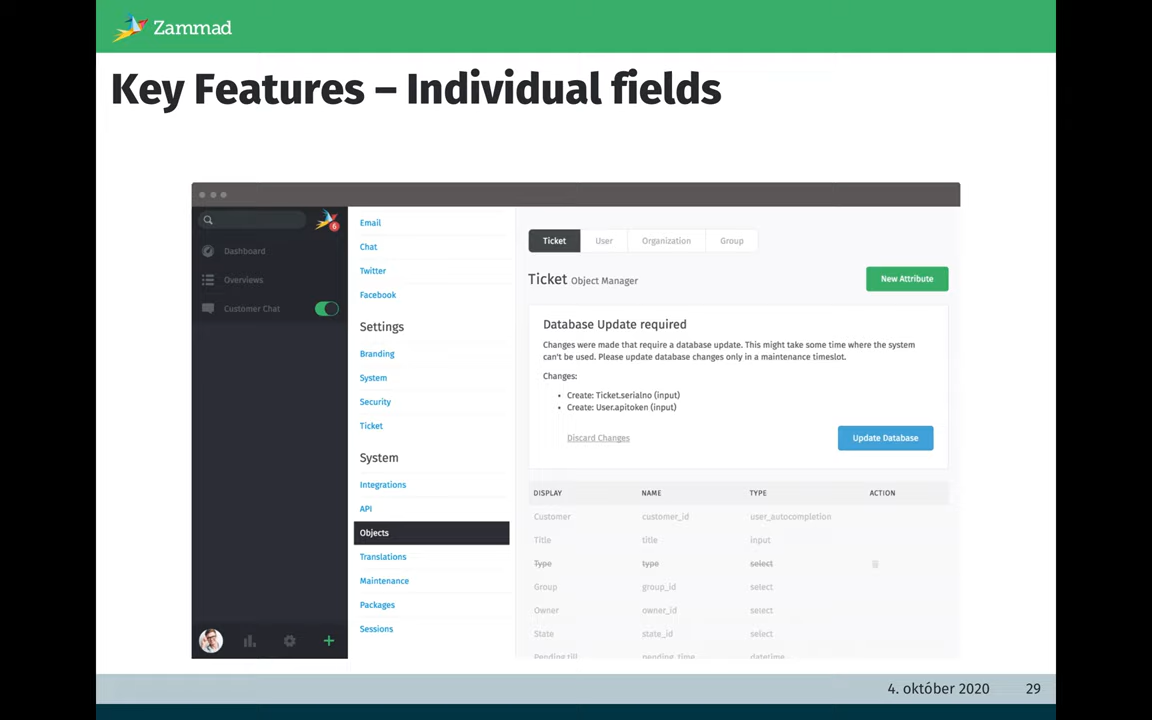 Zammad
Key Features – Individual fields
6
Dashboard
Overviews
Customer Chat
Email
Chat
Twitter
Facebook
Settings
Branding
System
Security
Ticket
System
Integrations
API
Objects
Translations
Maintenance
Packages
Sessions
Ticket User Organization Group
Ticket Object Manager
New Attribute
Database Update required
Changes were made that require a database update. This might take some time where the system
can't be used. Please update database changes only in a maintenance timeslot.
Changes:
• Create: Ticket.serialno (input)
• Create: User.apitoken (input)
Discard Changes
Update Database
DISPLAY NAME TYPE ACTION
Customer customer_id user_autocompletion
Title title input
Type type select
Group group_id select
Owner owner_id select
State state_id select
Pending till pending_time datetime
4. október 2020 29